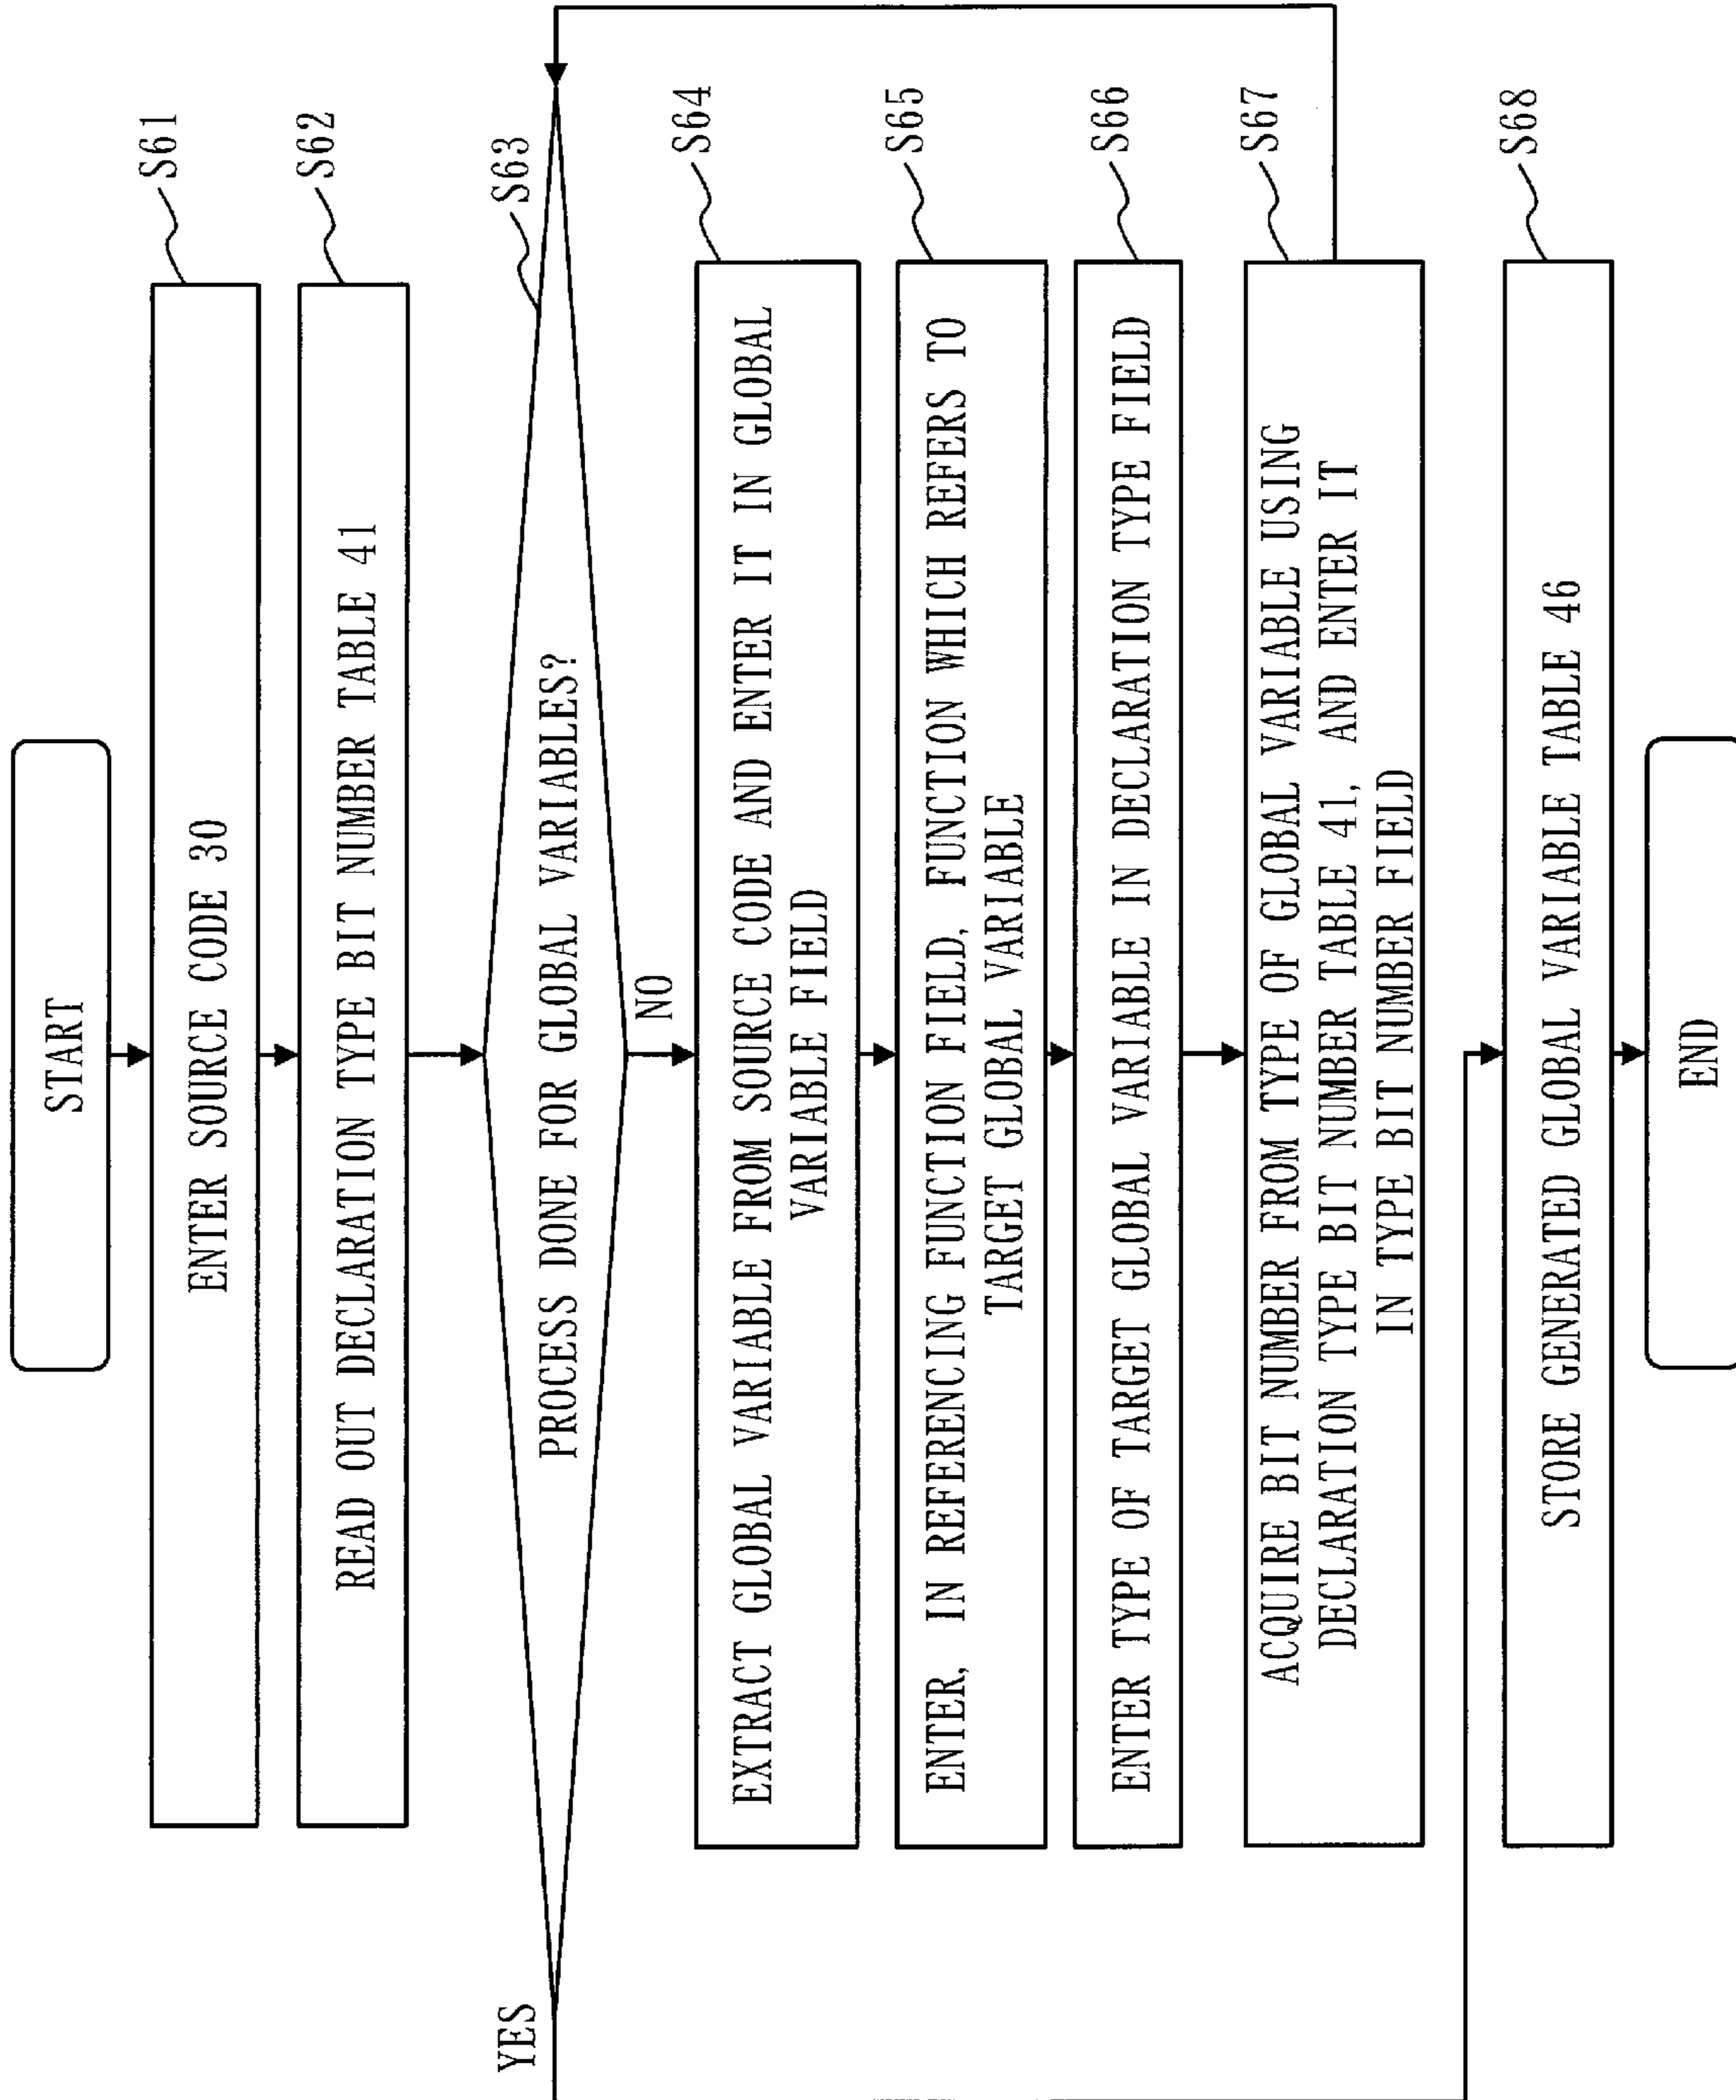 START
ENTER SOURCE CODE 30
S61
READ OUT DECLARATION TYPE BIT NUMBER TABLE 41
S62
PROCESS DONE FOR GLOBAL VARIABLES?
S63
YES
NO
EXTRACT GLOBAL VARIABLE FROM SOURCE CODE AND ENTER IT IN GLOBAL
VARIABLE FIELD
S64
ENTER, IN REFERENCING FUNCTION FIELD, FUNCTION WHICH REFERS TO
TARGET GLOBAL VARIABLE
S65
ENTER TYPE OF TARGET GLOBAL VARIABLE IN DECLARATION TYPE FIELD
S66
ACQUIRE BIT NUMBER FROM TYPE OF GLOBAL VARIABLE USING
DECLARATION TYPE BIT NUMBER TABLE 41, AND ENTER IT
IN TYPE BIT NUMBER FIELD
S67
STORE GENERATED GLOBAL VARIABLE TABLE 46
S68
END